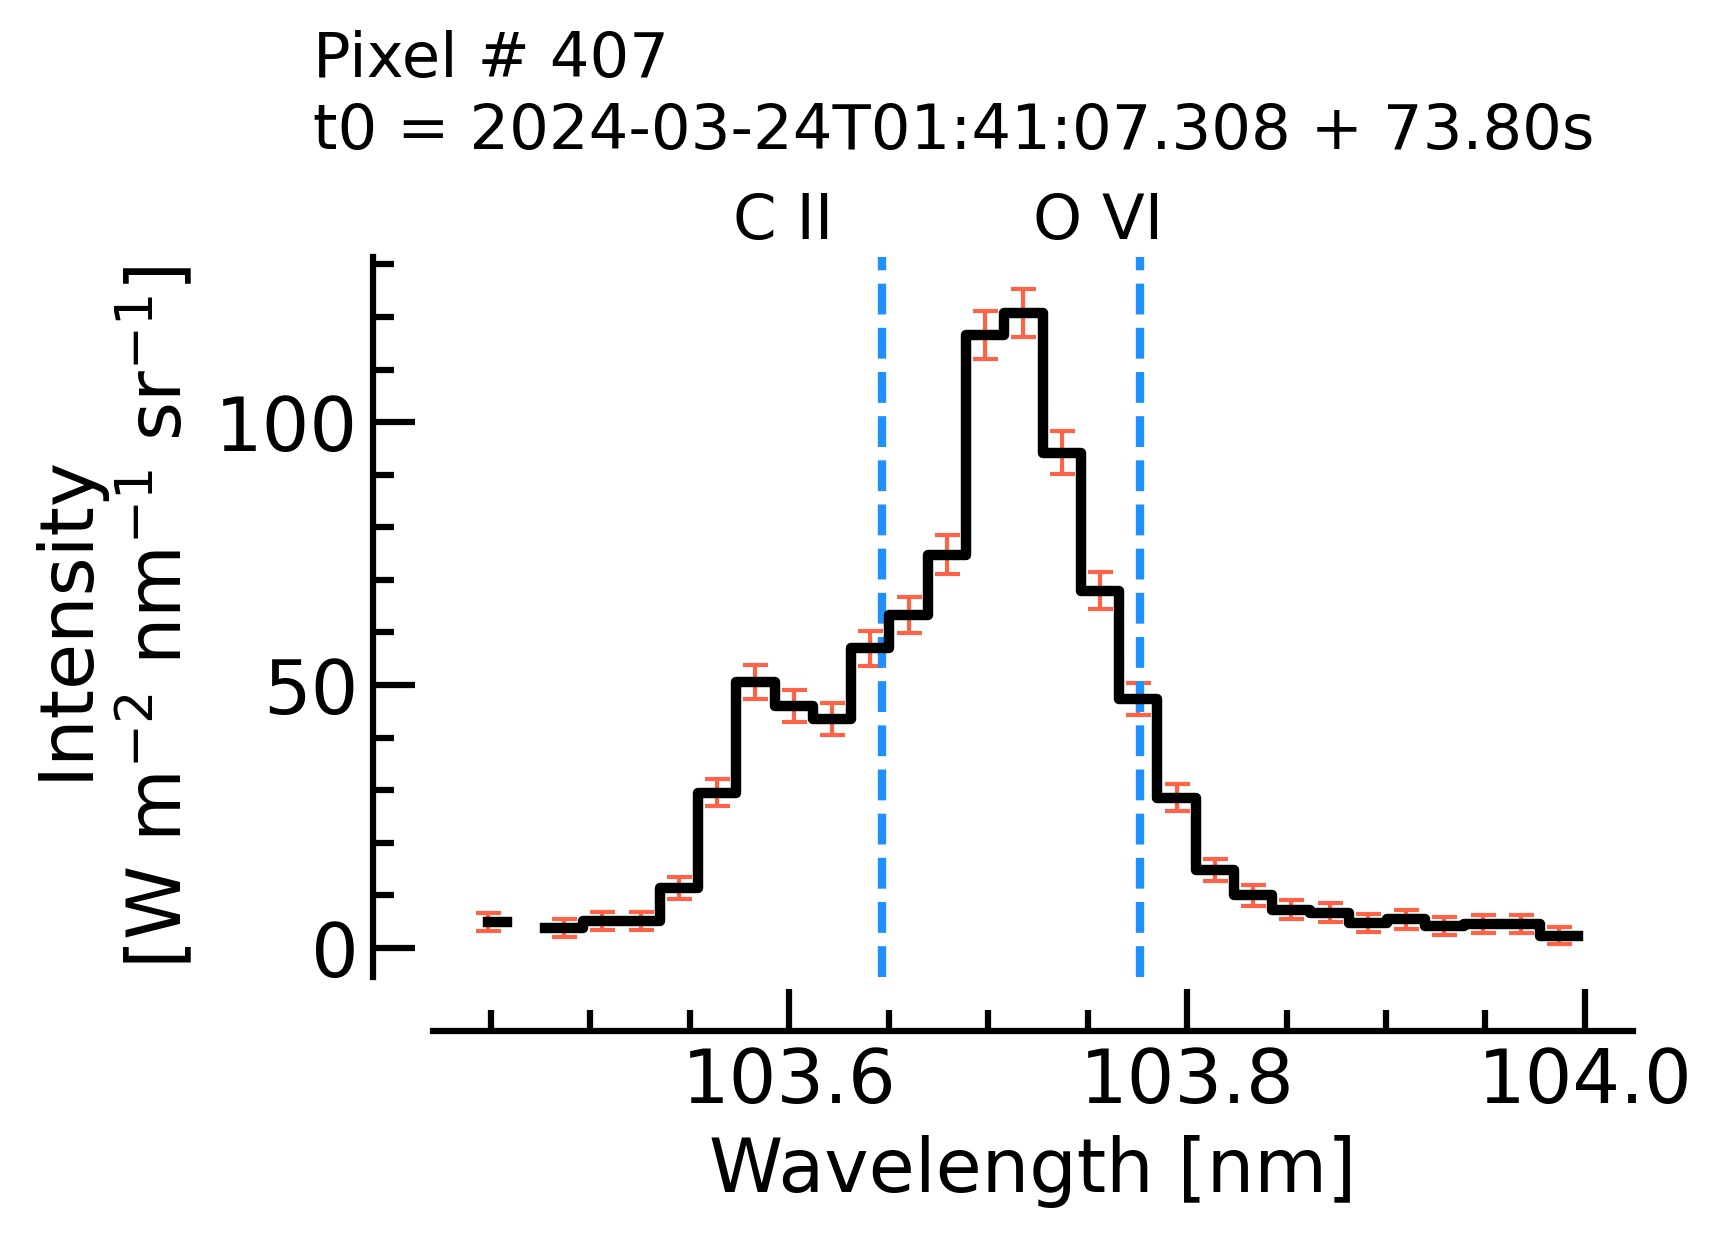 Pixel # 407
t0 = 2024-03-24T01:41:07.308 + 73.80s
C II
O VI
Intensity
[W m⁻² nm⁻¹ sr⁻¹]
100
50
0
103.6
103.8
104.0
Wavelength [nm]